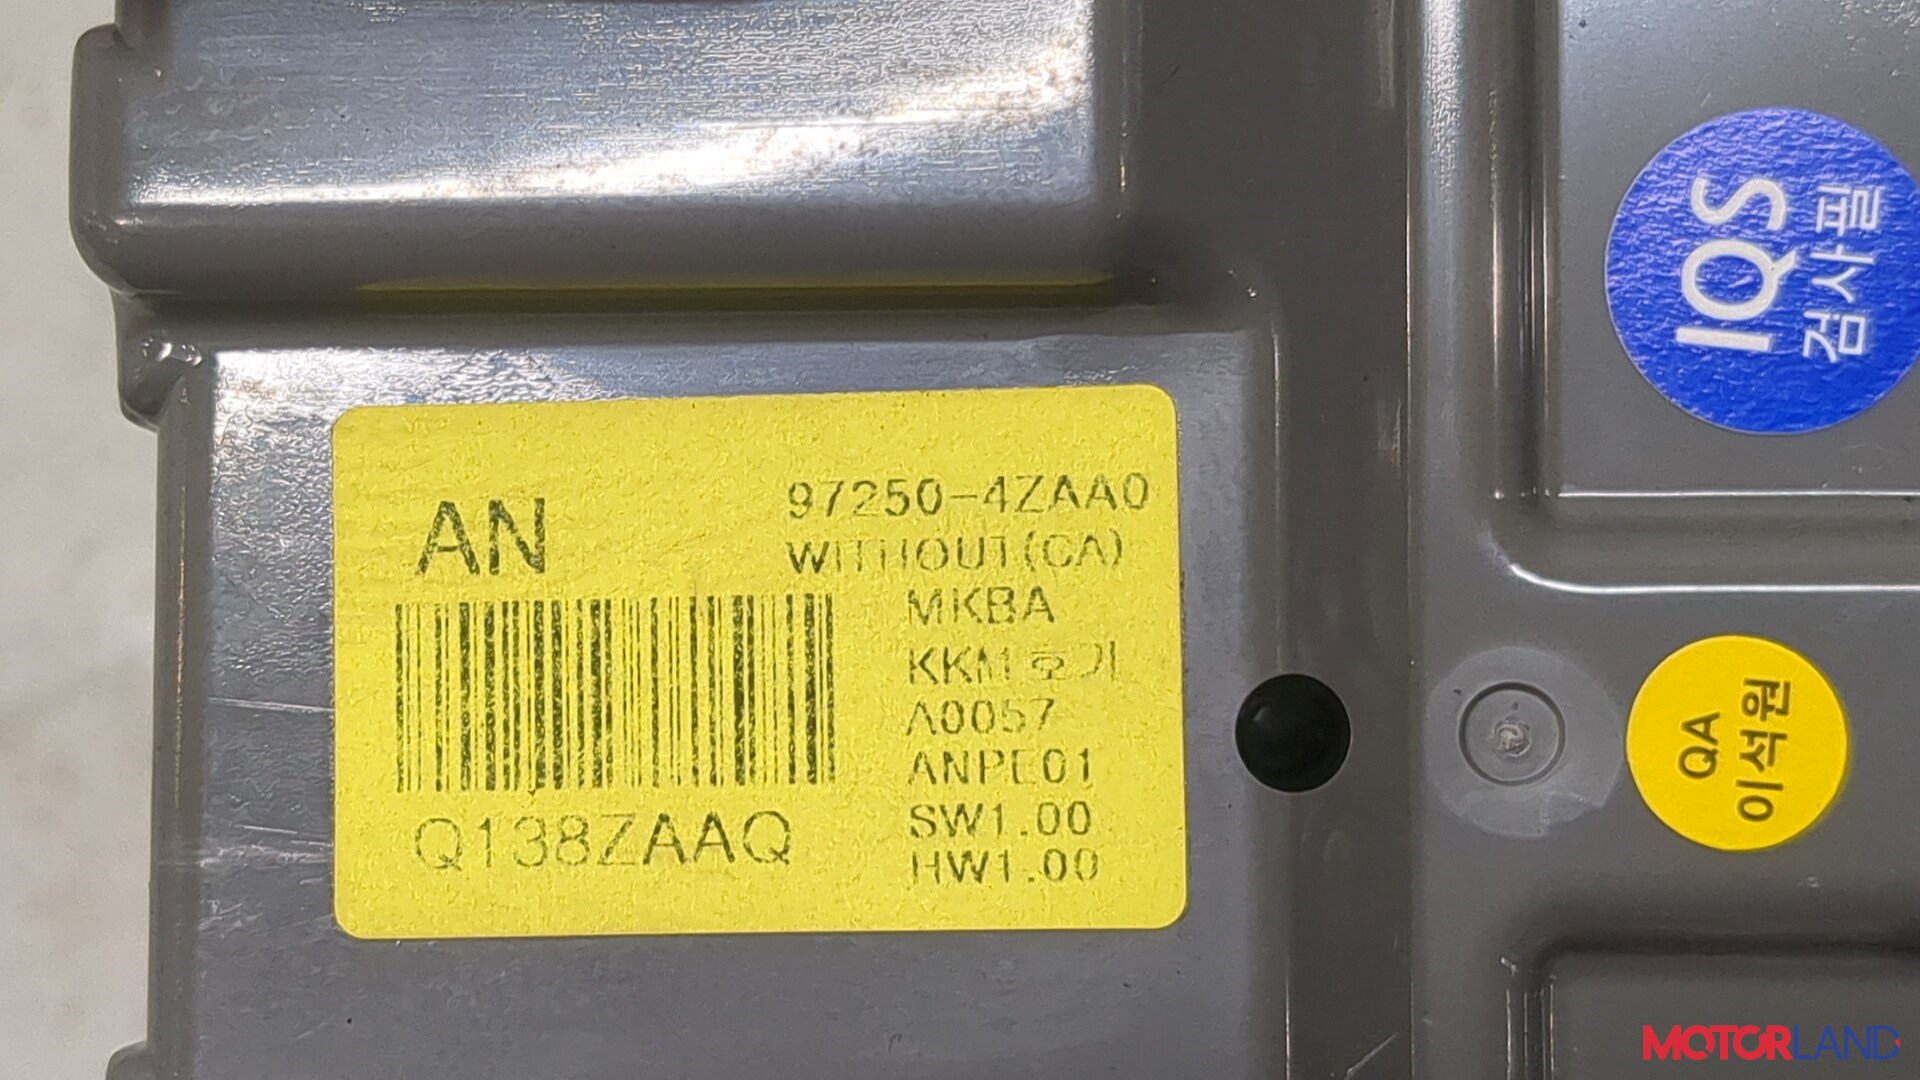 AN
97250-4ZAA0
WITHOUT(CA)
MKBA
KKM 호기
A0057
ANPE01
SW1.00
HW1.00
Q138ZAAQ
IQS
검사필
QA
이석원
MOTORLAND